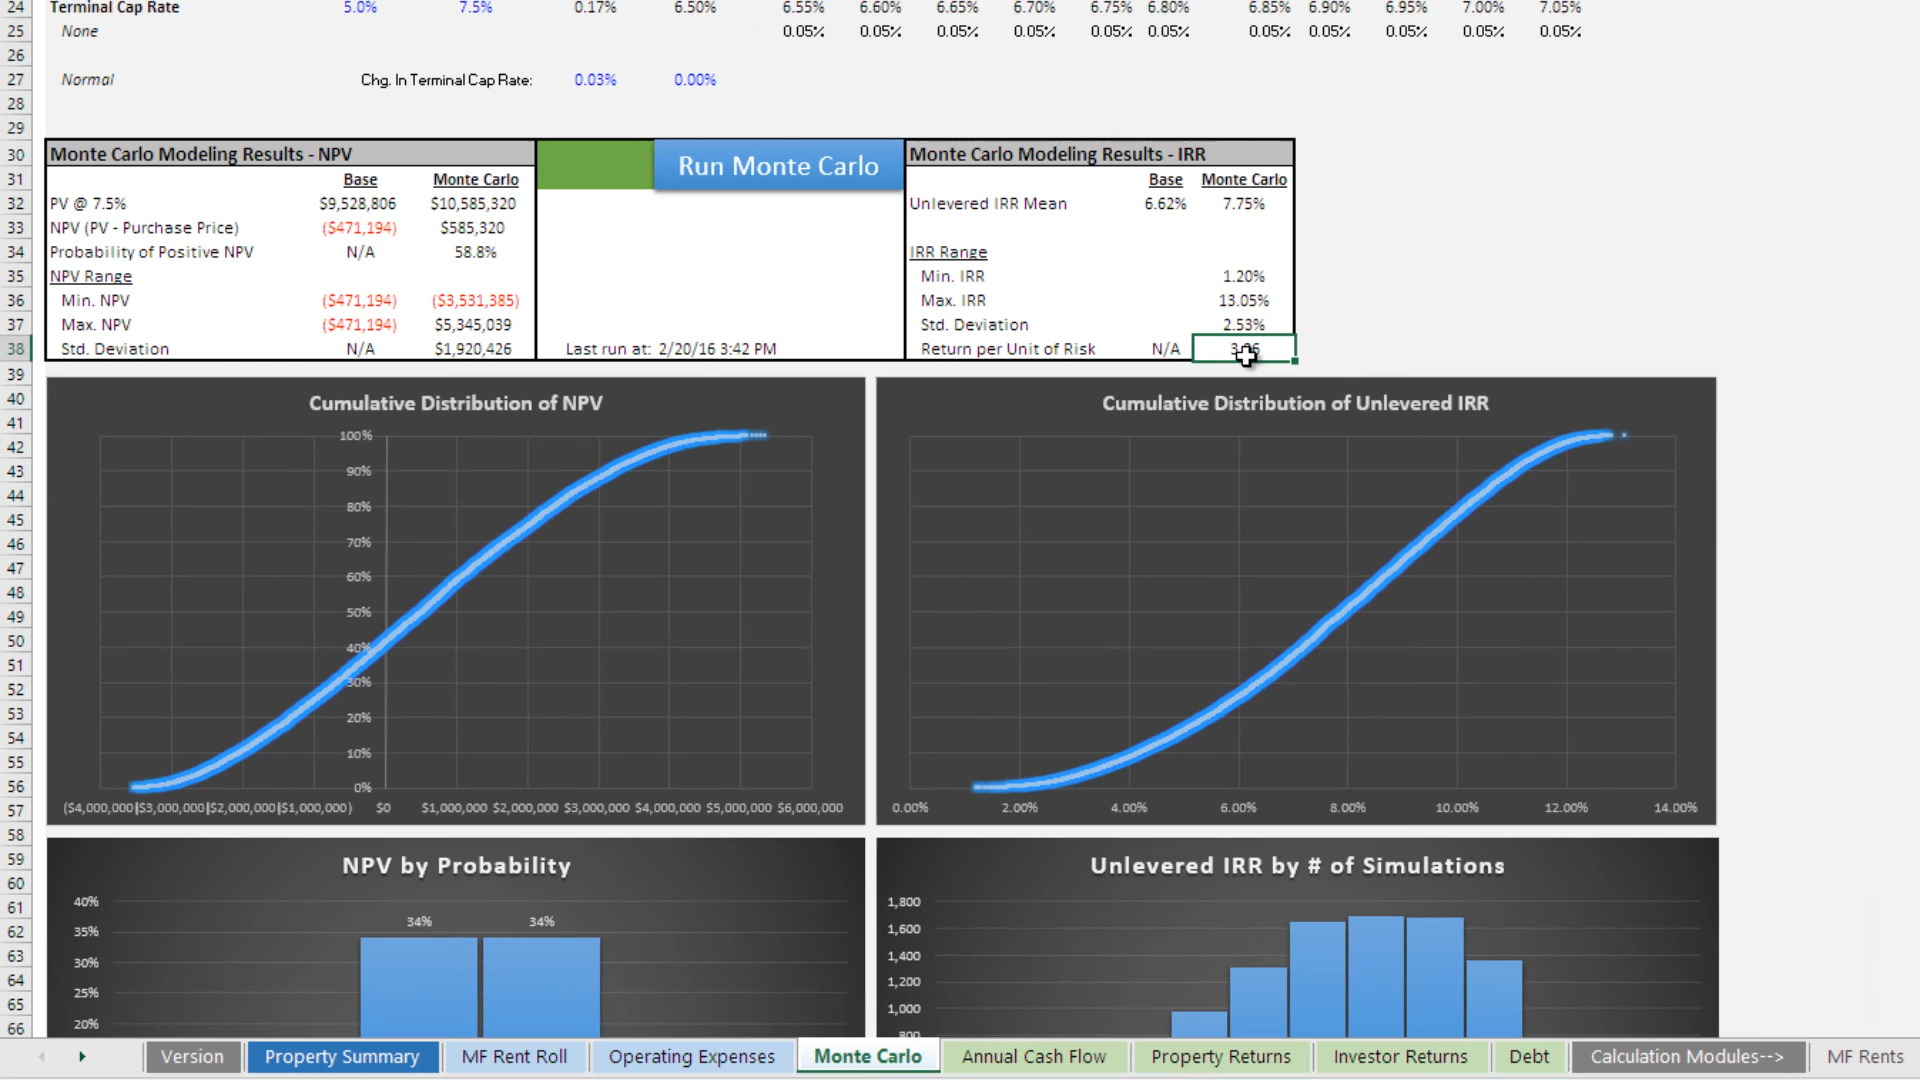 24 Terminal Cap Rate 5.0% 7.5% 0.17% 6.50% 6.55% 6.60% 6.65% 6.70% 6.75% 6.80% 6.85% 6.90% 6.95% 7.00% 7.05%
25 None 0.05% 0.05% 0.05% 0.05% 0.05% 0.05% 0.05% 0.05% 0.05% 0.05% 0.05%
26
27 Normal Chg. In Terminal Cap Rate: 0.03% 0.00%
28
29
30 Monte Carlo Modeling Results - NPV Run Monte Carlo Monte Carlo Modeling Results - IRR
31 Base Monte Carlo Base Monte Carlo
32 PV @ 7.5% $9,528,806 $10,585,320 Unlevered IRR Mean 6.62% 7.75%
33 NPV (PV - Purchase Price) ($471,194) $585,320
34 Probability of Positive NPV N/A 58.8% IRR Range
35 NPV Range Min. IRR 1.20%
36 Min. NPV ($471,194) ($3,531,385) Max. IRR 13.05%
37 Max. NPV ($471,194) $5,345,039 Std. Deviation 2.53%
38 Std. Deviation N/A $1,920,426 Last run at: 2/20/16 3:42 PM Return per Unit of Risk N/A
39
40 Cumulative Distribution of NPV Cumulative Distribution of Unlevered IRR
41
42 100%
43 90%
44
45 80%
46 70%
47
48 60%
49 50%
50 40%
51
52 30%
53 20%
54
55 10%
56 0%
57 ($4,000,000) ($3,000,000) ($2,000,000) ($1,000,000) $0 $1,000,000 $2,000,000 $3,000,000 $4,000,000 $5,000,000 $6,000,000 0.00% 2.00% 4.00% 6.00% 8.00% 10.00% 12.00% 14.00%
58
59 NPV by Probability Unlevered IRR by # of Simulations
60
61 40% 1,800
62 35% 34% 34% 1,600
63 30% 1,400
64 25% 1,200
65 1,000
66 20% 800
Version Property Summary MF Rent Roll Operating Expenses Monte Carlo Annual Cash Flow Property Returns Investor Returns Debt Calculation Modules--> MF Rents